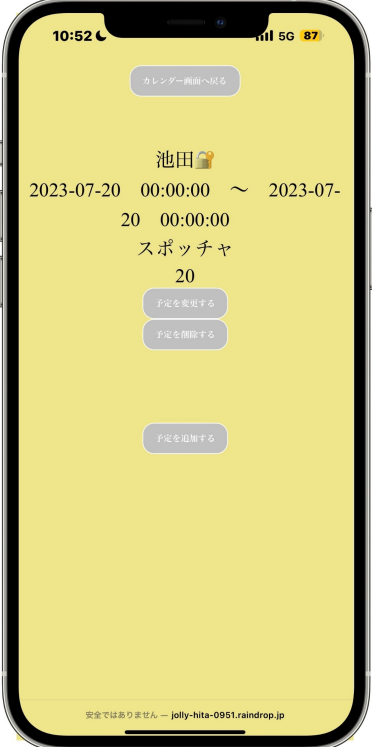 10:52 5G 87
カレンダー画面へ戻る
池田🔐
2023-07-20 00:00:00 〜 2023-07-
20 00:00:00
スポッチャ
20
予定を変更する
予定を削除する
予定を追加する
安全ではありません — jolly-hita-0951.raindrop.jp